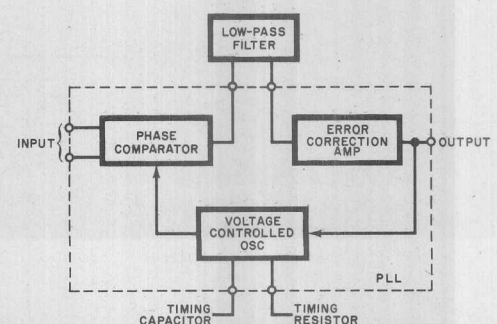 LOW-PASS
FILTER
INPUT
PHASE
COMPARATOR
ERROR
CORRECTION
AMP
OUTPUT
VOLTAGE
CONTROLLED
OSC
PLL
TIMING
CAPACITOR
TIMING
RESISTOR